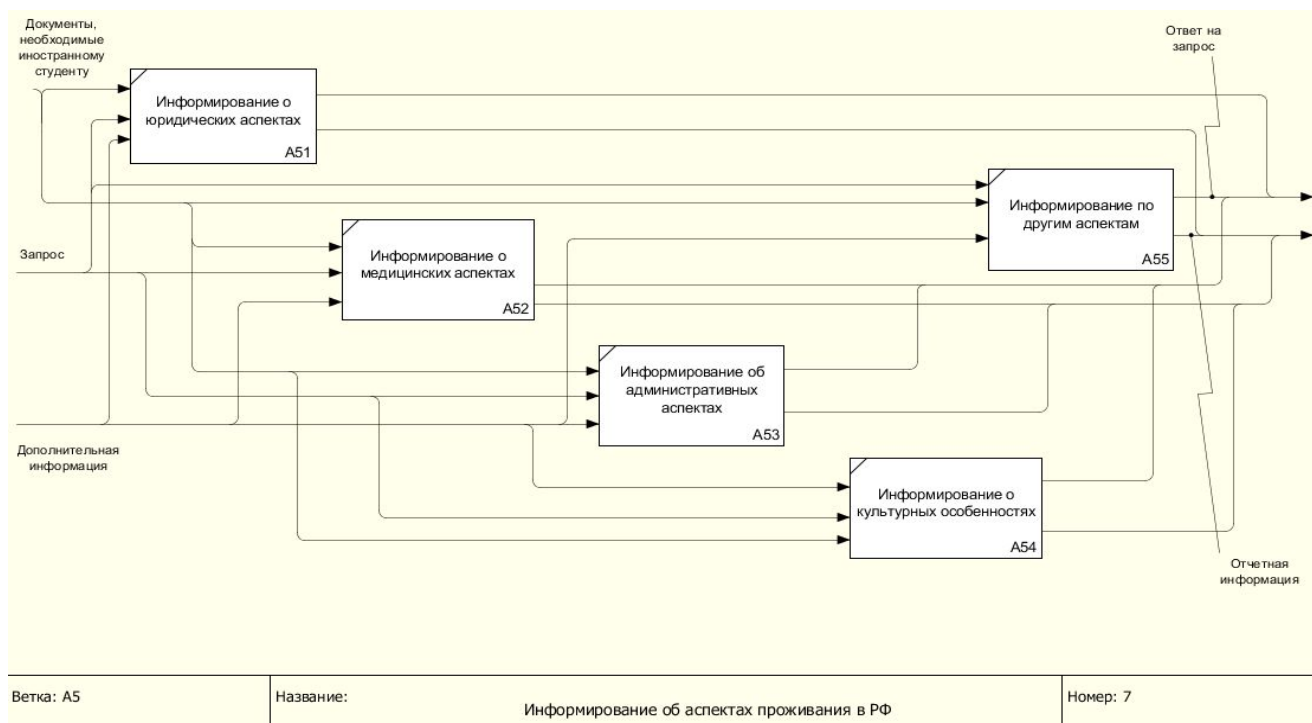 Документы,
необходимые
иностранному
студенту
Ответ на
запрос
Информирование о
юридических аспектах
A51
Информирование по
другим аспектам
A55
Запрос
Информирование о
медицинских аспектах
A52
Информирование об
административных
аспектах
A53
Дополнительная
информация
Информирование о
культурных особенностях
A54
Отчетная
информация
Ветка: A5
Название:
Информирование об аспектах проживания в РФ
Номер: 7